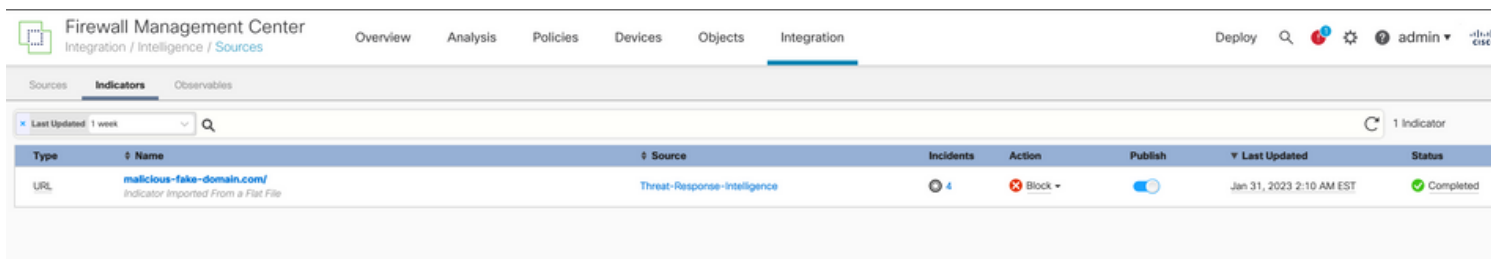 Firewall Management Center
Integration / Intelligence / Sources
Overview Analysis Policies Devices Objects Integration
Deploy admin
Sources Indicators Observables
Last Updated 1 week
1 Indicator
Type Name Source Incidents Action Publish Last Updated Status
URL malicious-fake-domain.com/ Threat-Response-Intelligence 4 Block Jan 31, 2023 2:10 AM EST Completed
Indicator Imported From a Flat File